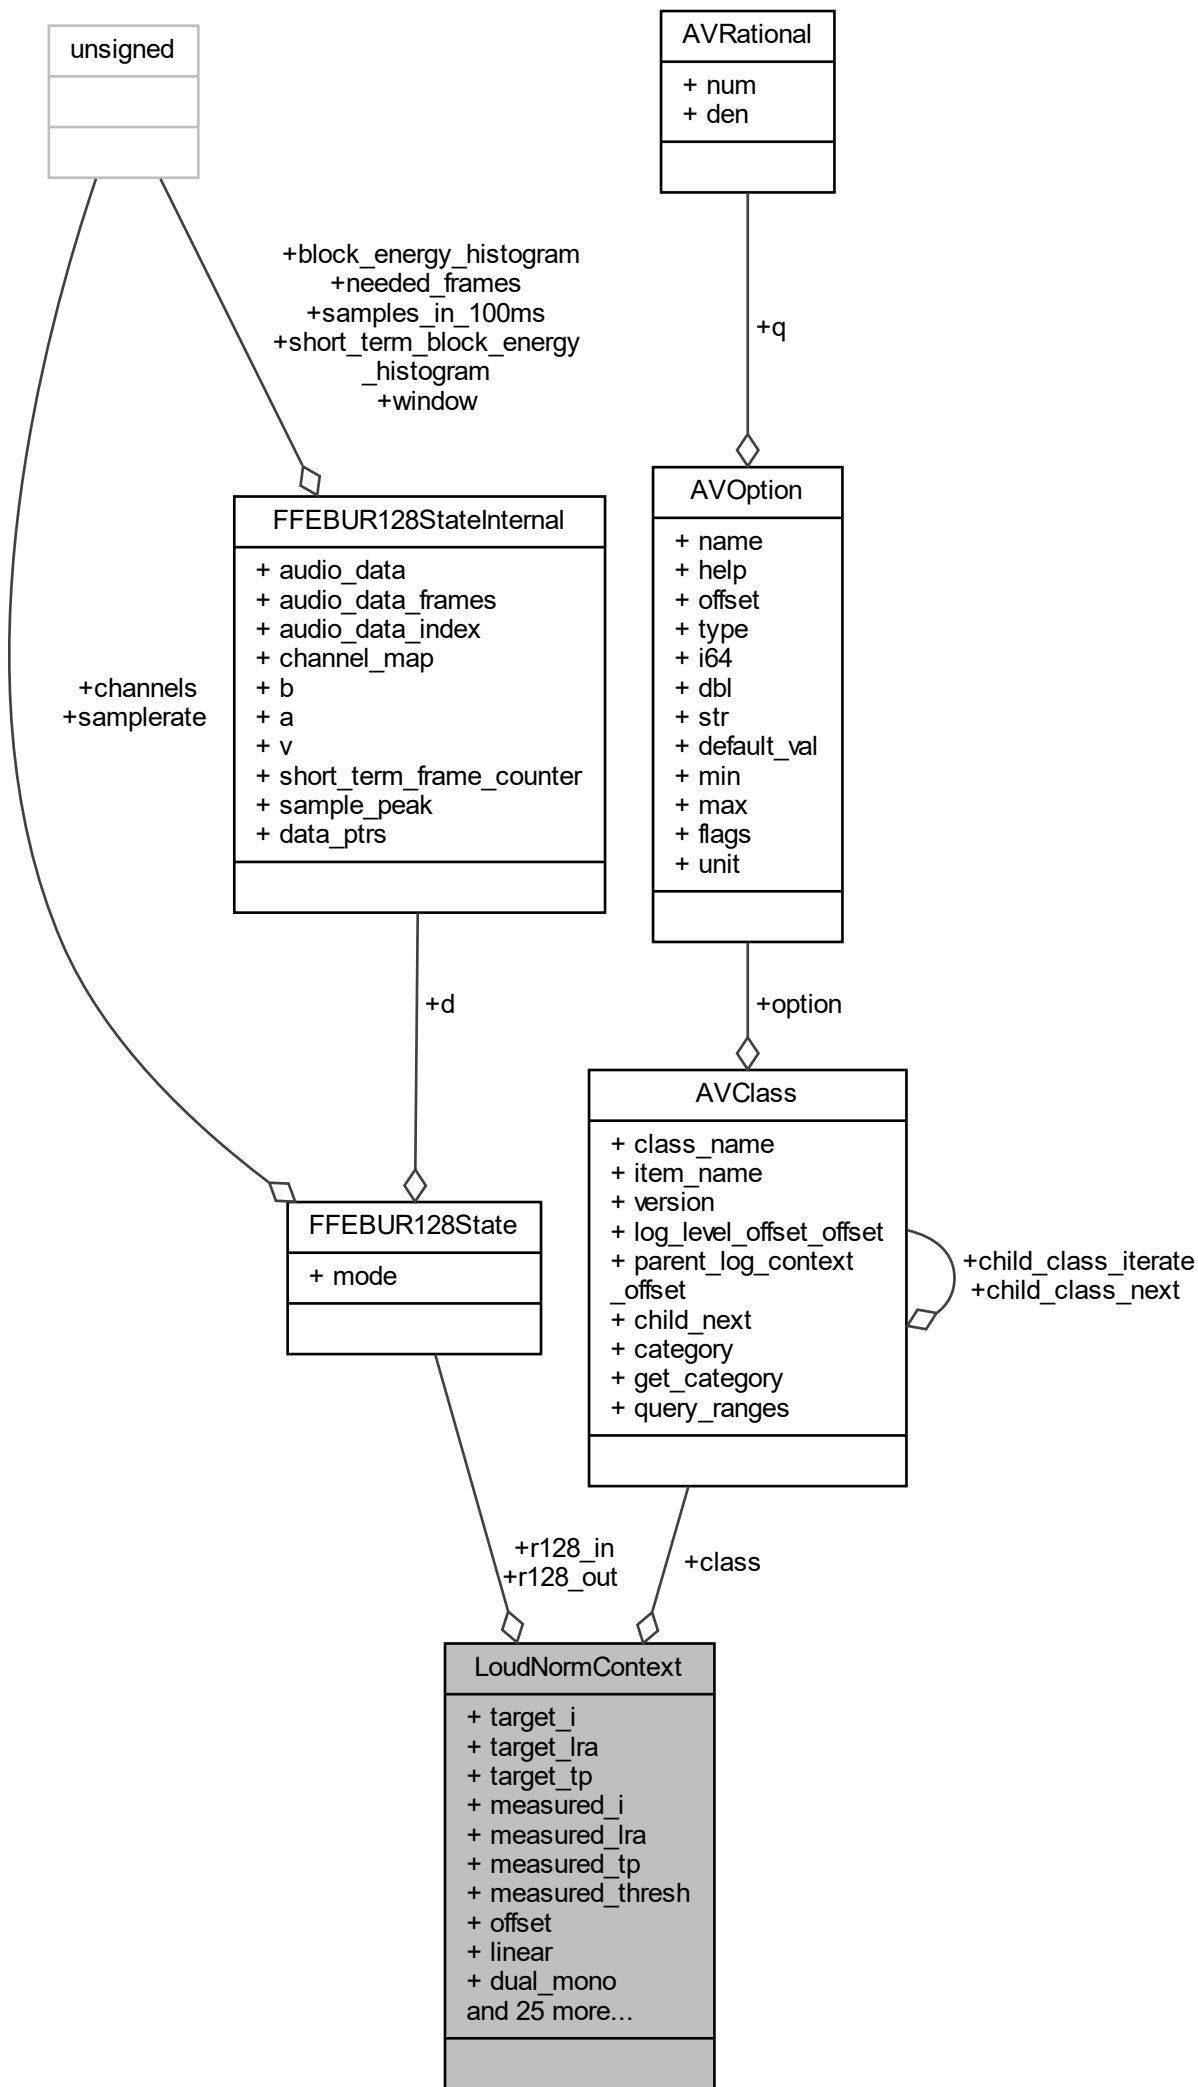 unsigned
AVRational
+ num
+ den
+block_energy_histogram
+needed_frames
+samples_in_100ms
+short_term_block_energy
_histogram
+window
+q
FFEBUR128StateInternal
+ audio_data
+ audio_data_frames
+ audio_data_index
+ channel_map
+ b
+ a
+ v
+ short_term_frame_counter
+ sample_peak
+ data_ptrs
AVOption
+ name
+ help
+ offset
+ type
+ i64
+ dbl
+ str
+ default_val
+ min
+ max
+ flags
+ unit
+channels
+samplerate
+d
+option
FFEBUR128State
+ mode
AVClass
+ class_name
+ item_name
+ version
+ log_level_offset_offset
+ parent_log_context
_offset
+ child_next
+ category
+ get_category
+ query_ranges
+child_class_iterate
+child_class_next
+r128_in
+r128_out
+class
LoudNormContext
+ target_i
+ target_lra
+ target_tp
+ measured_i
+ measured_lra
+ measured_tp
+ measured_thresh
+ offset
+ linear
+ dual_mono
and 25 more...